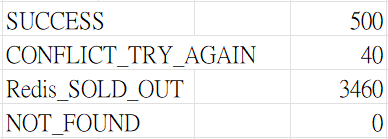 SUCCESS 500
CONFLICT_TRY_AGAIN 40
Redis_SOLD_OUT 3460
NOT_FOUND 0